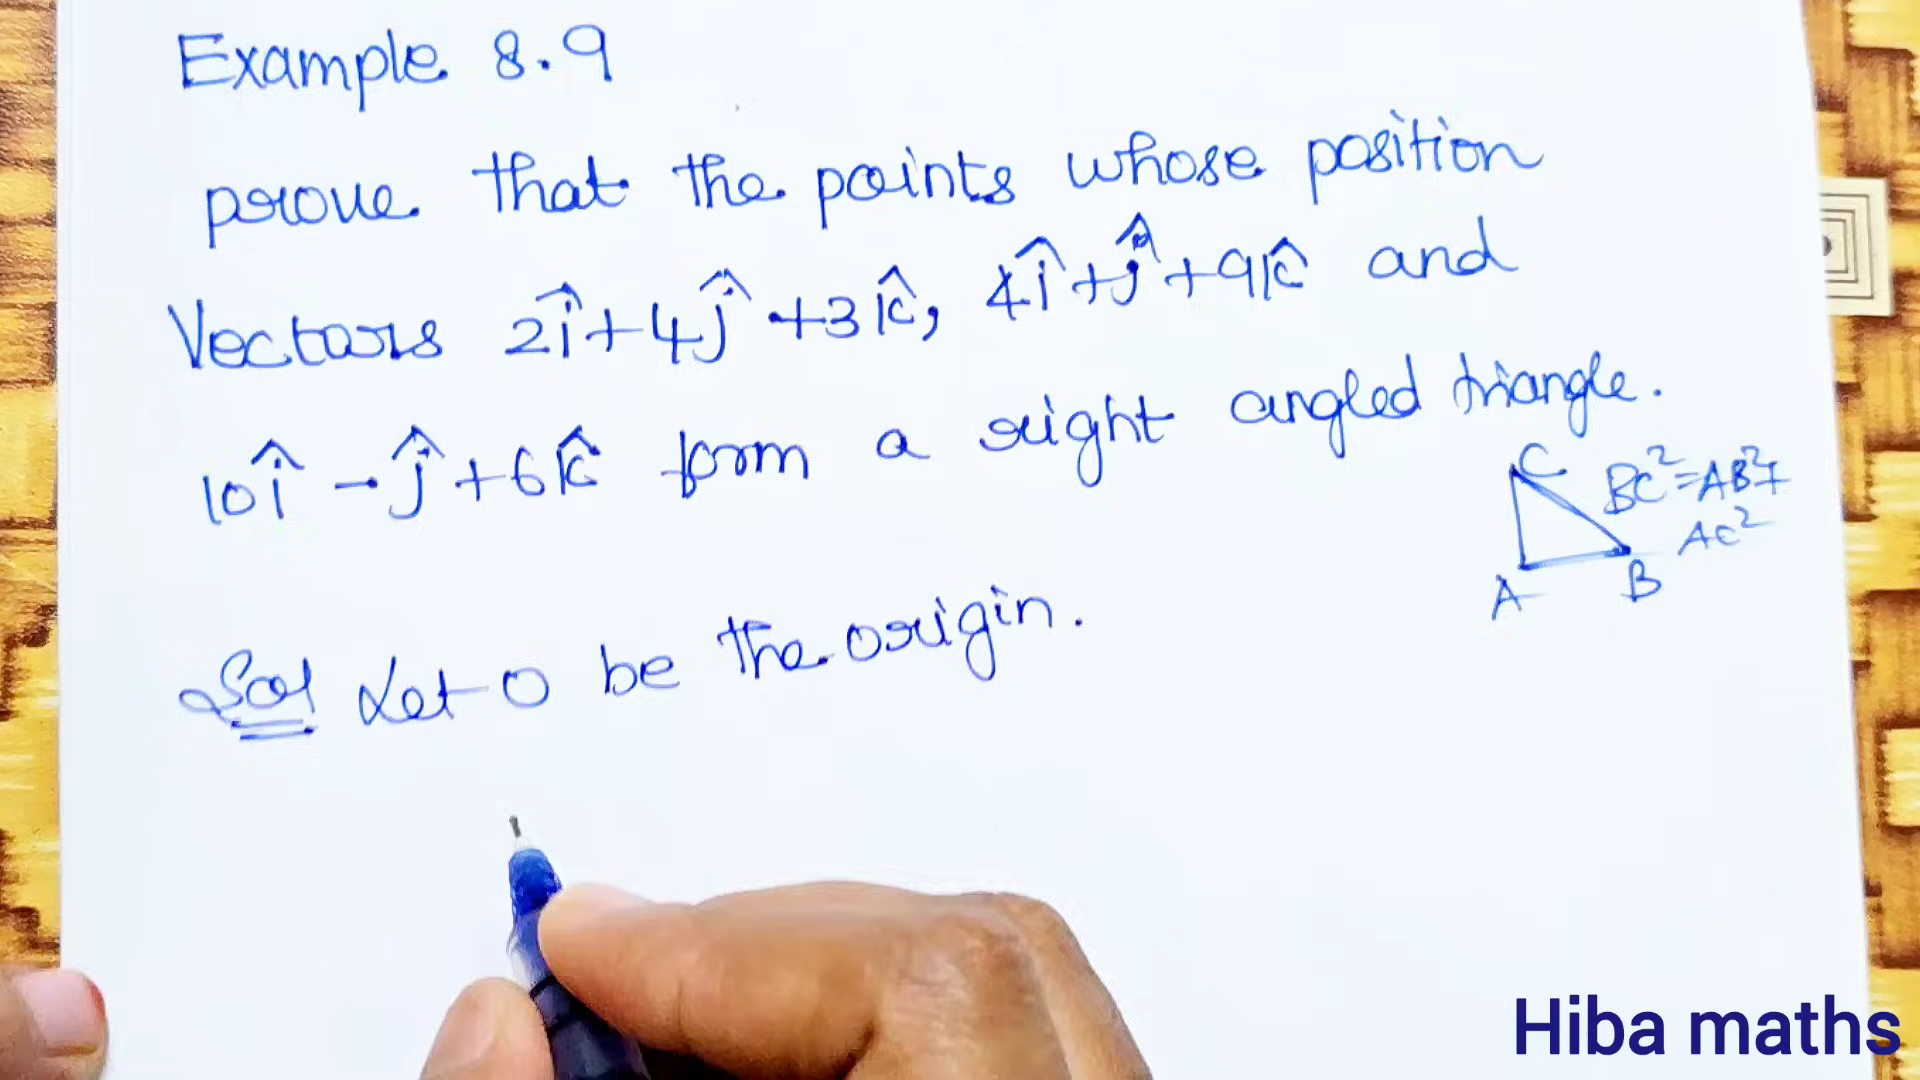 Example 8.9
prove that the points whose position
Vectors 2î+4ĵ+3k̂, 4î+ĵ+9k̂ and
10î-ĵ+6k̂ form a right angled triangle.
C BC²=AB²+
AC²
A B
Sol Let O be the origin.
Hiba maths